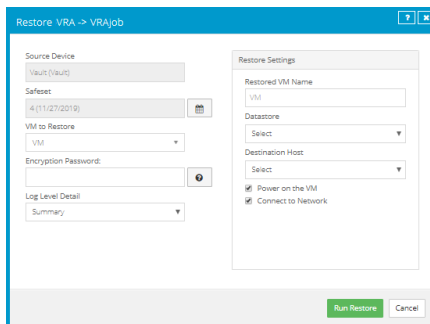 Restore VRA -> VRAjob
? ×
Source Device
Vault (Vault)
Safeset
4 (11/27/2019)
VM to Restore
VM
Encryption Password:
?
Log Level Detail
Summary
Restore Settings
Restored VM Name
VM
Datastore
Select
Destination Host
Select
Power on the VM
Connect to Network
Run Restore
Cancel